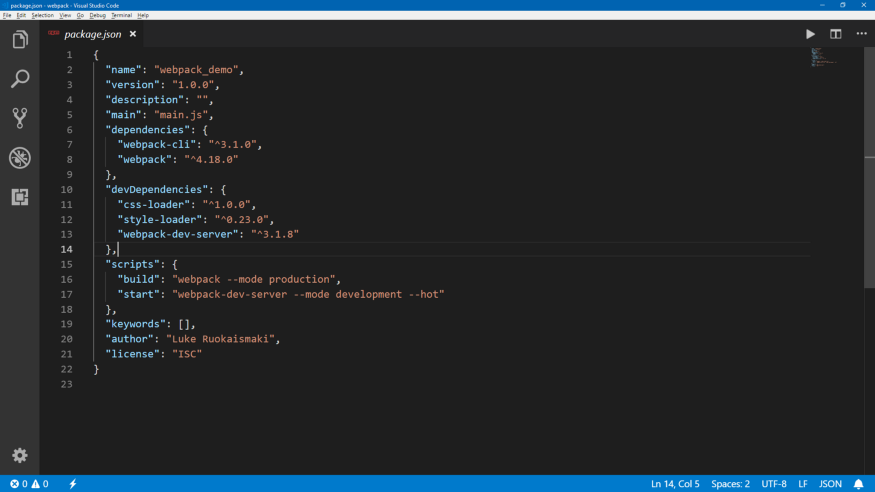 package.json - webpack - Visual Studio Code
File Edit Selection View Go Debug Terminal Help
package.json
1 {
2 "name": "webpack_demo",
3 "version": "1.0.0",
4 "description": "",
5 "main": "main.js",
6 "dependencies": {
7 "webpack-cli": "^3.1.0",
8 "webpack": "^4.18.0"
9 },
10 "devDependencies": {
11 "css-loader": "^1.0.0",
12 "style-loader": "^0.23.0",
13 "webpack-dev-server": "^3.1.8"
14 },
15 "scripts": {
16 "build": "webpack --mode production",
17 "start": "webpack-dev-server --mode development --hot"
18 },
19 "keywords": [],
20 "author": "Luke Ruokaismaki",
21 "license": "ISC"
22 }
23
0 0 Ln 14, Col 5 Spaces: 2 UTF-8 LF JSON